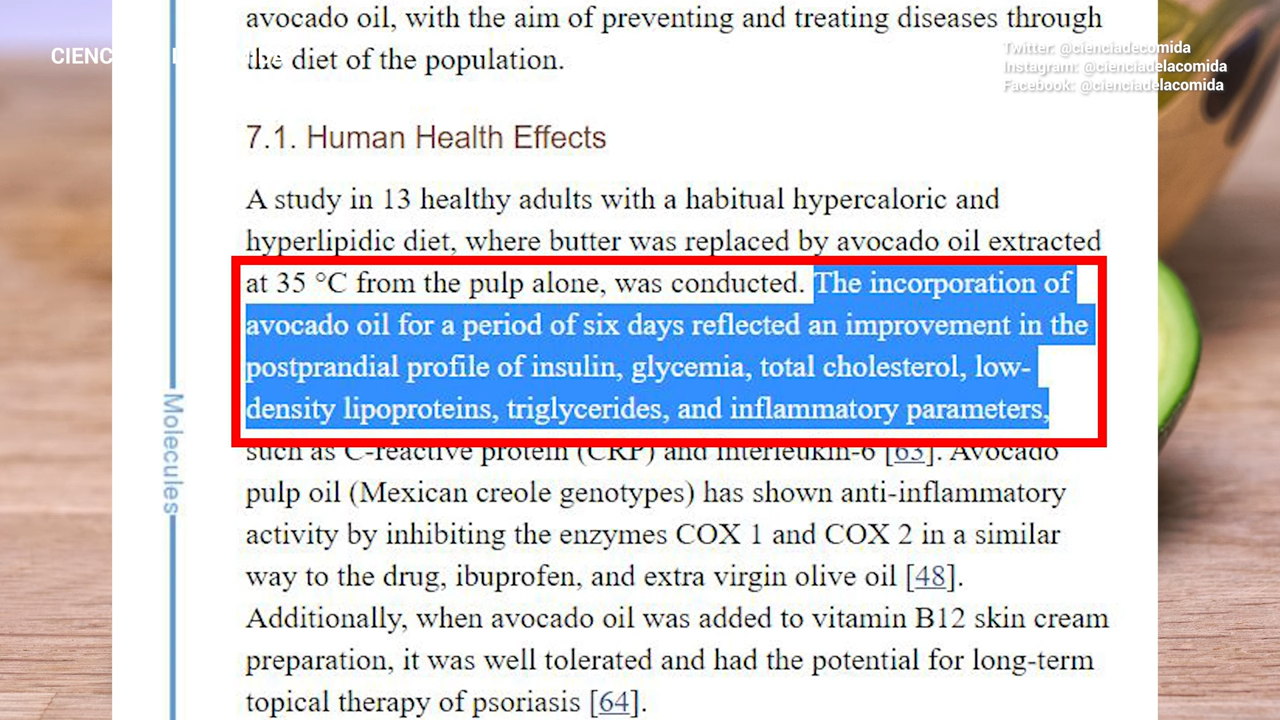 avocado oil, with the aim of preventing and treating diseases through
the diet of the population.
CIENC
Twitter: @cienciadecomida
Instagram: @cienciadelacomida
Facebook: @cienciadelacomida
7.1. Human Health Effects
A study in 13 healthy adults with a habitual hypercaloric and
hyperlipidic diet, where butter was replaced by avocado oil extracted
at 35 °C from the pulp alone, was conducted. The incorporation of
avocado oil for a period of six days reflected an improvement in the
postprandial profile of insulin, glycemia, total cholesterol, low-
density lipoproteins, triglycerides, and inflammatory parameters,
such as C-reactive protein (CRP) and interleukin-6 [63]. Avocado
pulp oil (Mexican creole genotypes) has shown anti-inflammatory
activity by inhibiting the enzymes COX 1 and COX 2 in a similar
way to the drug, ibuprofen, and extra virgin olive oil [48].
Additionally, when avocado oil was added to vitamin B12 skin cream
preparation, it was well tolerated and had the potential for long-term
topical therapy of psoriasis [64].
Molecules